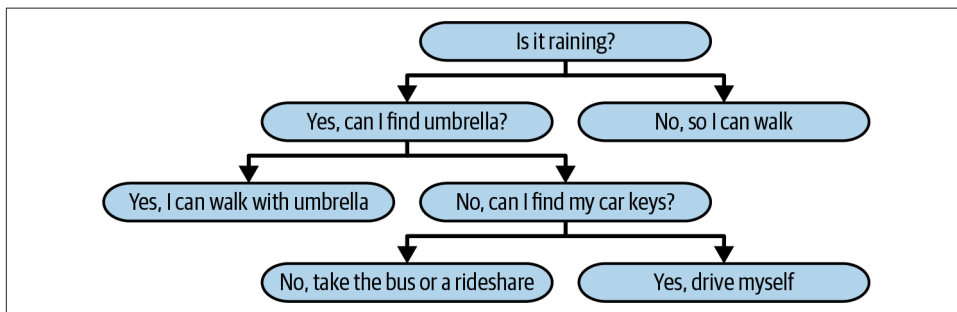 Is it raining?
Yes, can I find umbrella?
No, so I can walk
Yes, I can walk with umbrella
No, can I find my car keys?
No, take the bus or a rideshare
Yes, drive myself